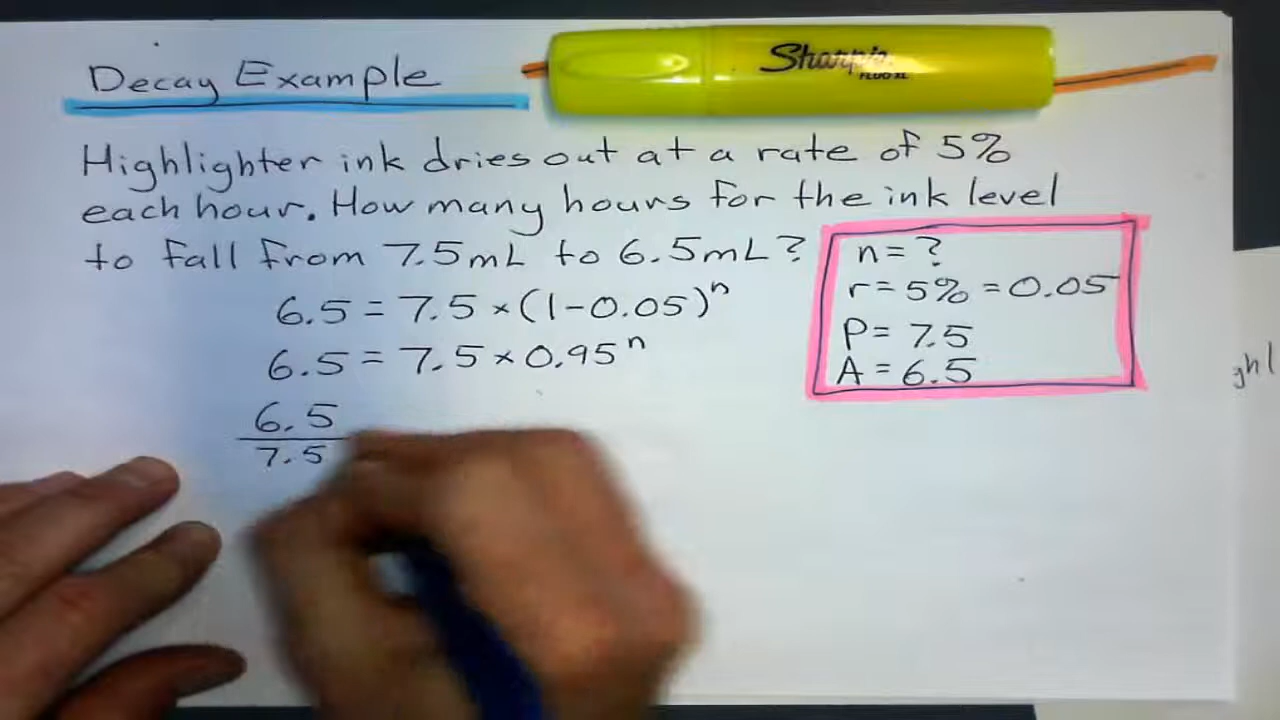 Decay Example
Sharpie
FLUO XL
Highlighter ink dries out at a rate of 5%
each hour. How many hours for the ink level
to fall from 7.5mL to 6.5mL?
n = ?
r = 5% = 0.05
P = 7.5
A = 6.5
6.5 = 7.5 × (1-0.05)ⁿ
6.5 = 7.5 × 0.95ⁿ
6.5
7.5
ghl